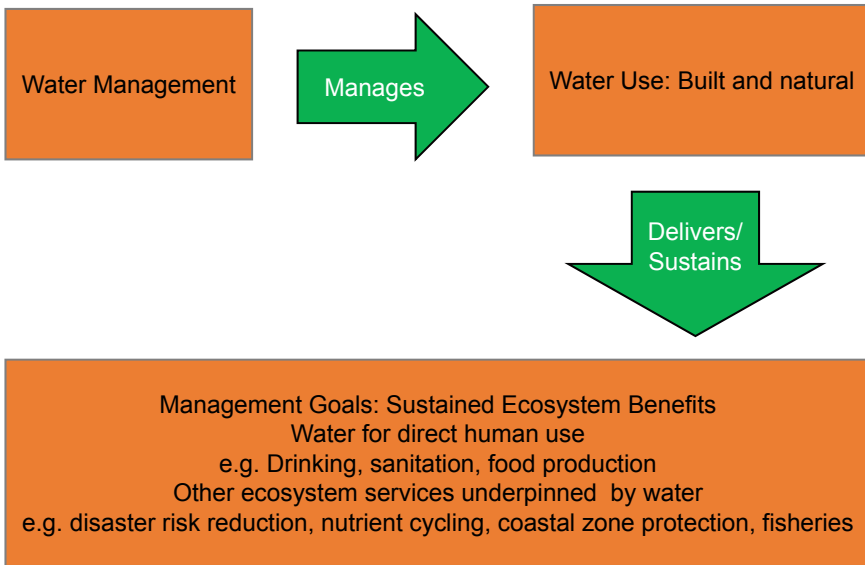 Water Management
Manages
Water Use: Built and natural
Delivers/
Sustains
Management Goals: Sustained Ecosystem Benefits
Water for direct human use
e.g. Drinking, sanitation, food production
Other ecosystem services underpinned  by water
e.g. disaster risk reduction, nutrient cycling, coastal zone protection, fisheries